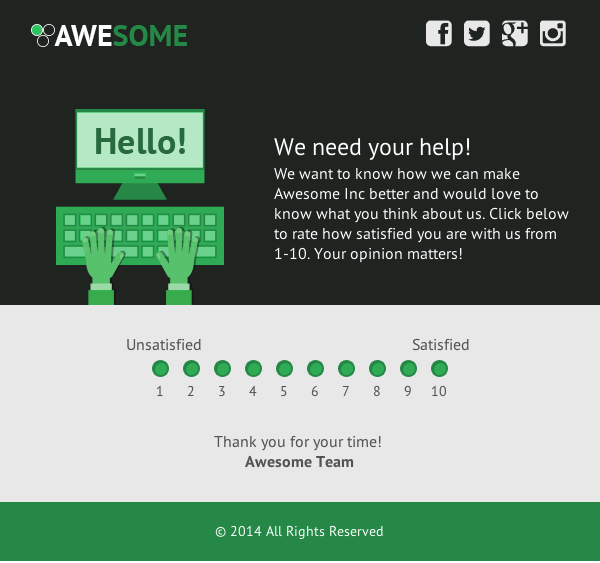 AWESOME
Hello!
We need your help!
We want to know how we can make
Awesome Inc better and would love to
know what you think about us. Click below
to rate how satisfied you are with us from
1-10. Your opinion matters!
Unsatisfied Satisfied
1 2 3 4 5 6 7 8 9 10
Thank you for your time!
Awesome Team
© 2014 All Rights Reserved